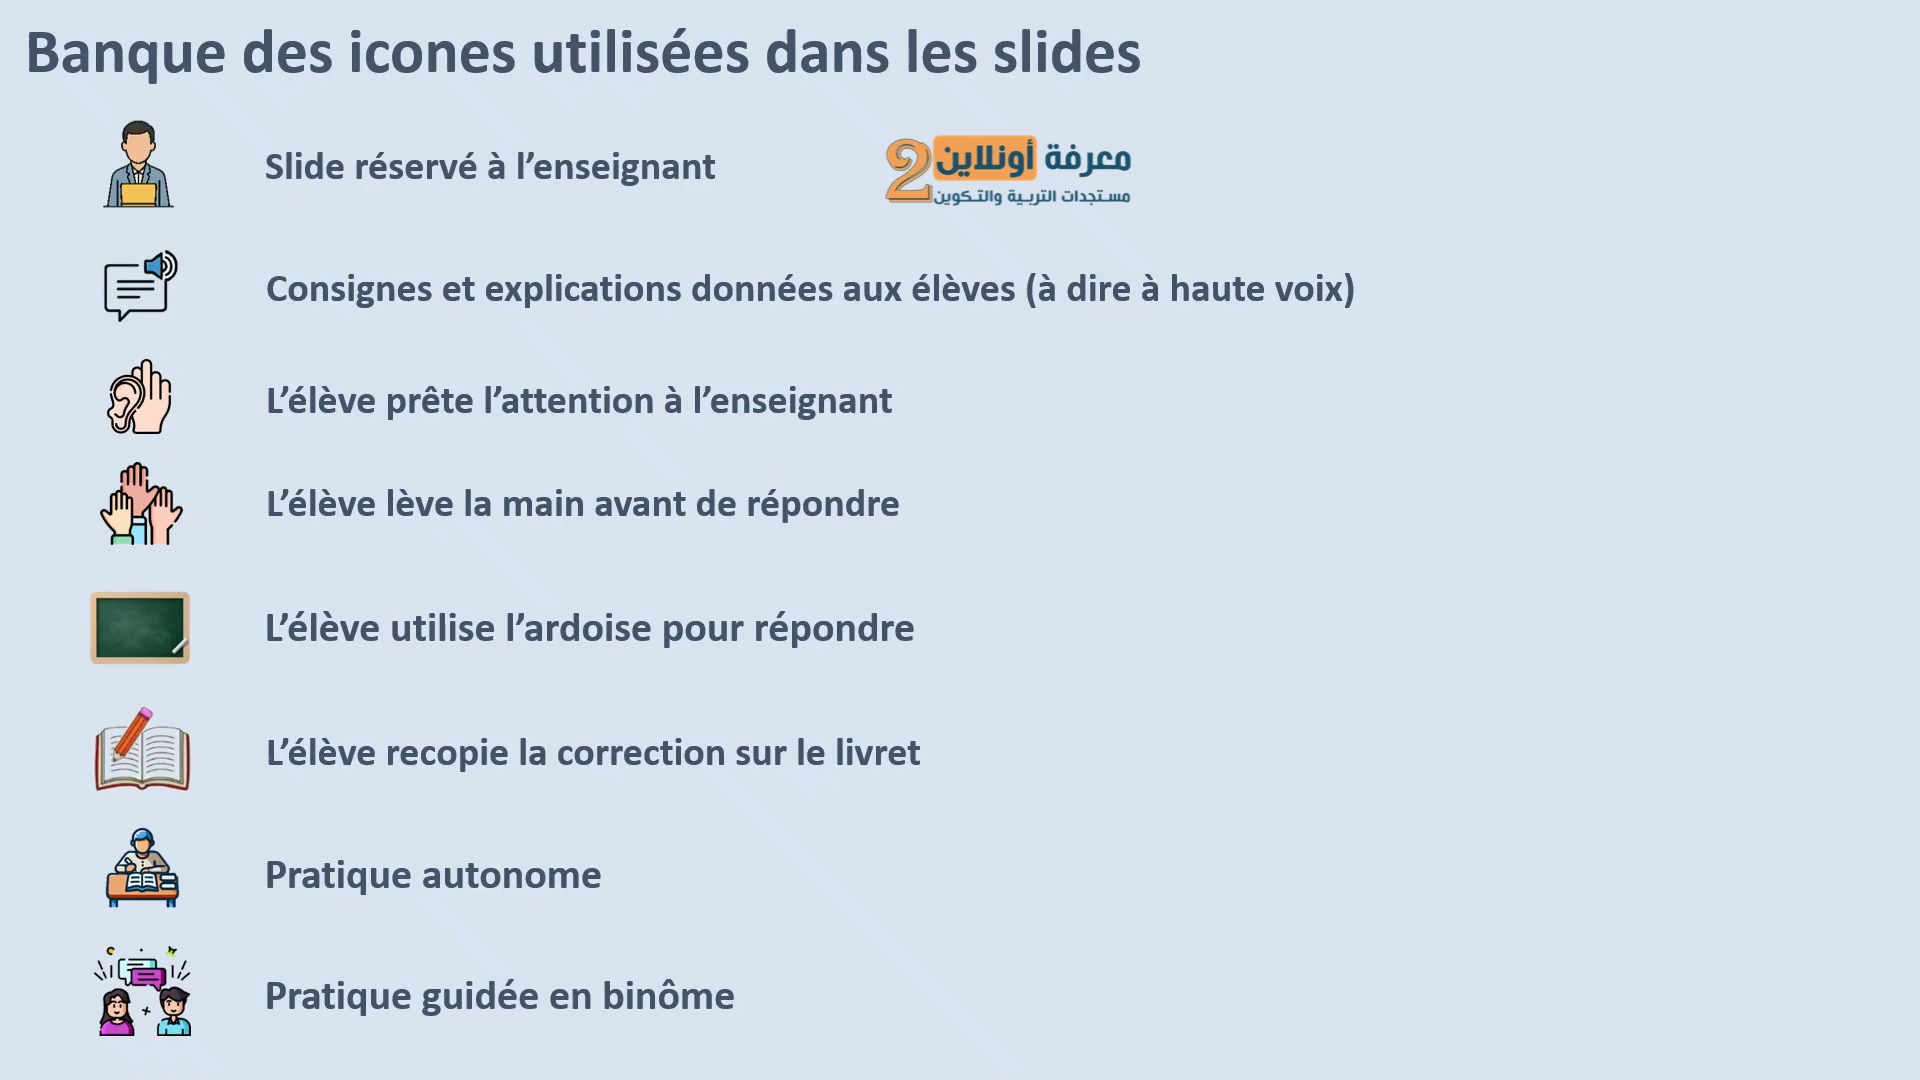 Banque des icones utilisées dans les slides
Slide réservé à l’enseignant
2 معرفة أونلاين
مستجدات التربية والتكوين
Consignes et explications données aux élèves (à dire à haute voix)
L’élève prête l’attention à l’enseignant
L’élève lève la main avant de répondre
L’élève utilise l’ardoise pour répondre
L’élève recopie la correction sur le livret
Pratique autonome
Pratique guidée en binôme